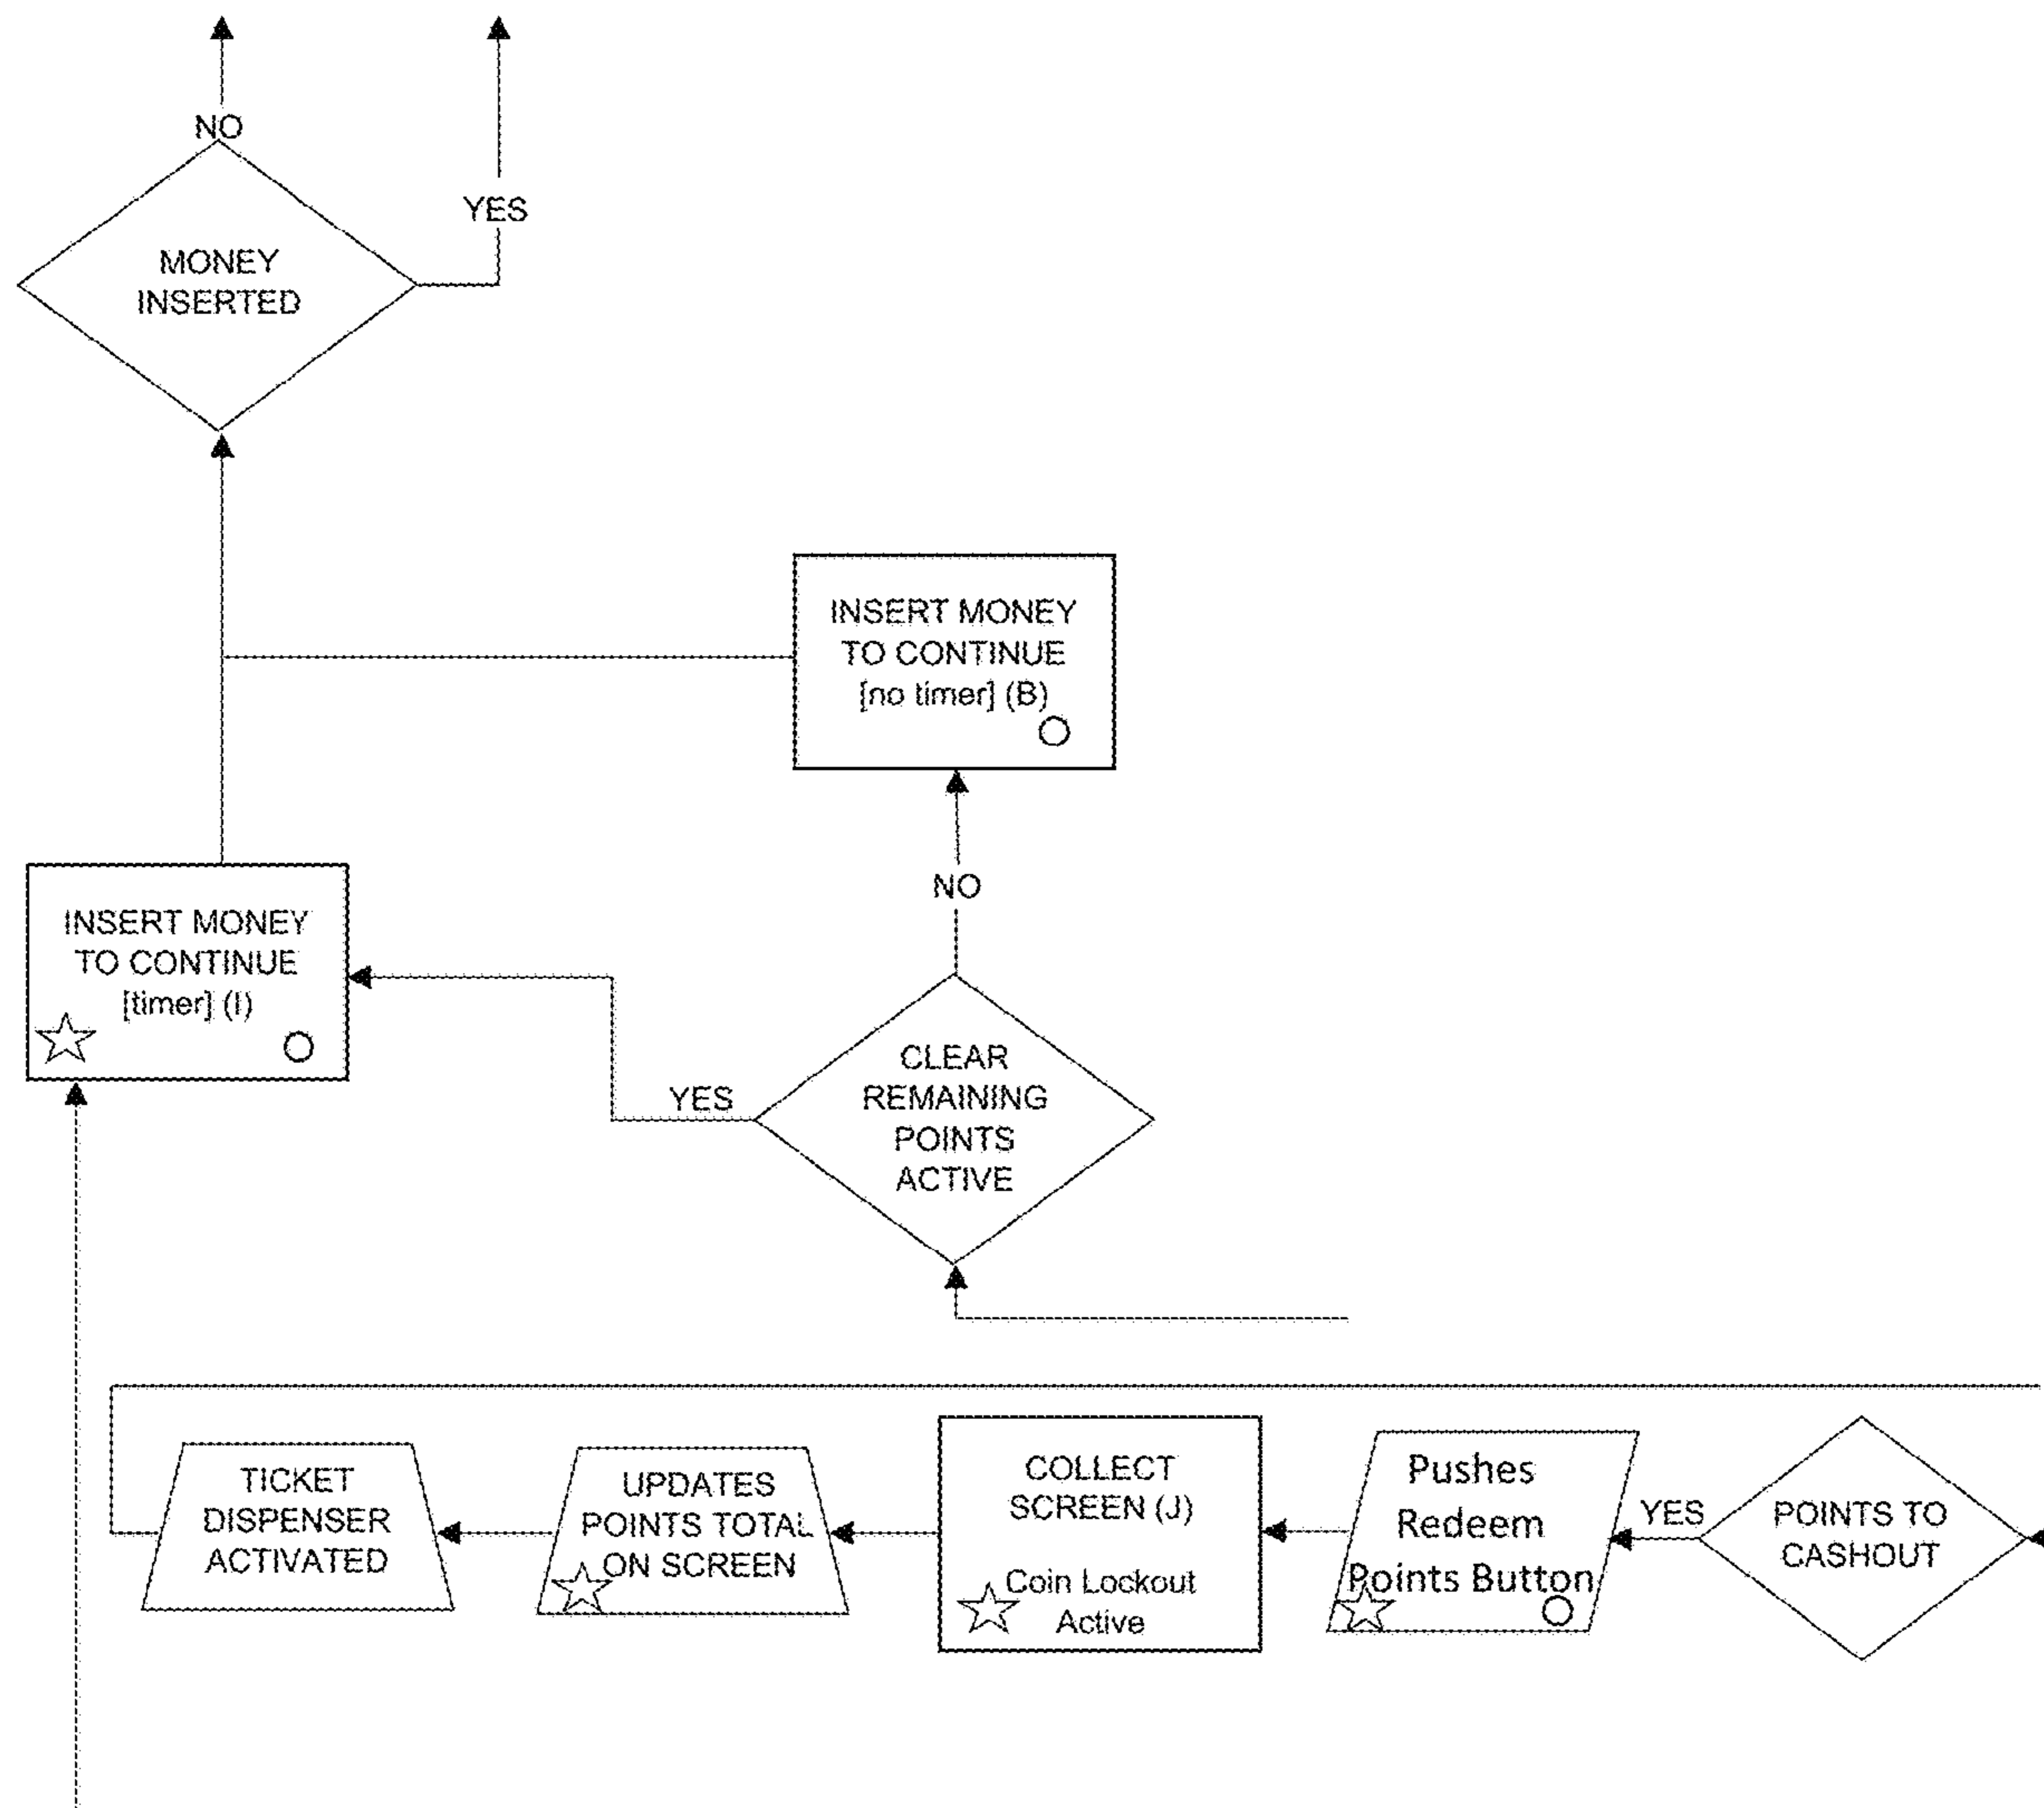 NO
YES
MONEY
INSERTED
INSERT MONEY
TO CONTINUE
[no timer] (B)
NO
INSERT MONEY
TO CONTINUE
[timer] (I)
YES
CLEAR
REMAINING
POINTS
ACTIVE
TICKET
DISPENSER
ACTIVATED
UPDATES
POINTS TOTAL
ON SCREEN
COLLECT
SCREEN (J)
Coin Lockout
Active
Pushes
Redeem
Points Button
YES
POINTS TO
CASHOUT